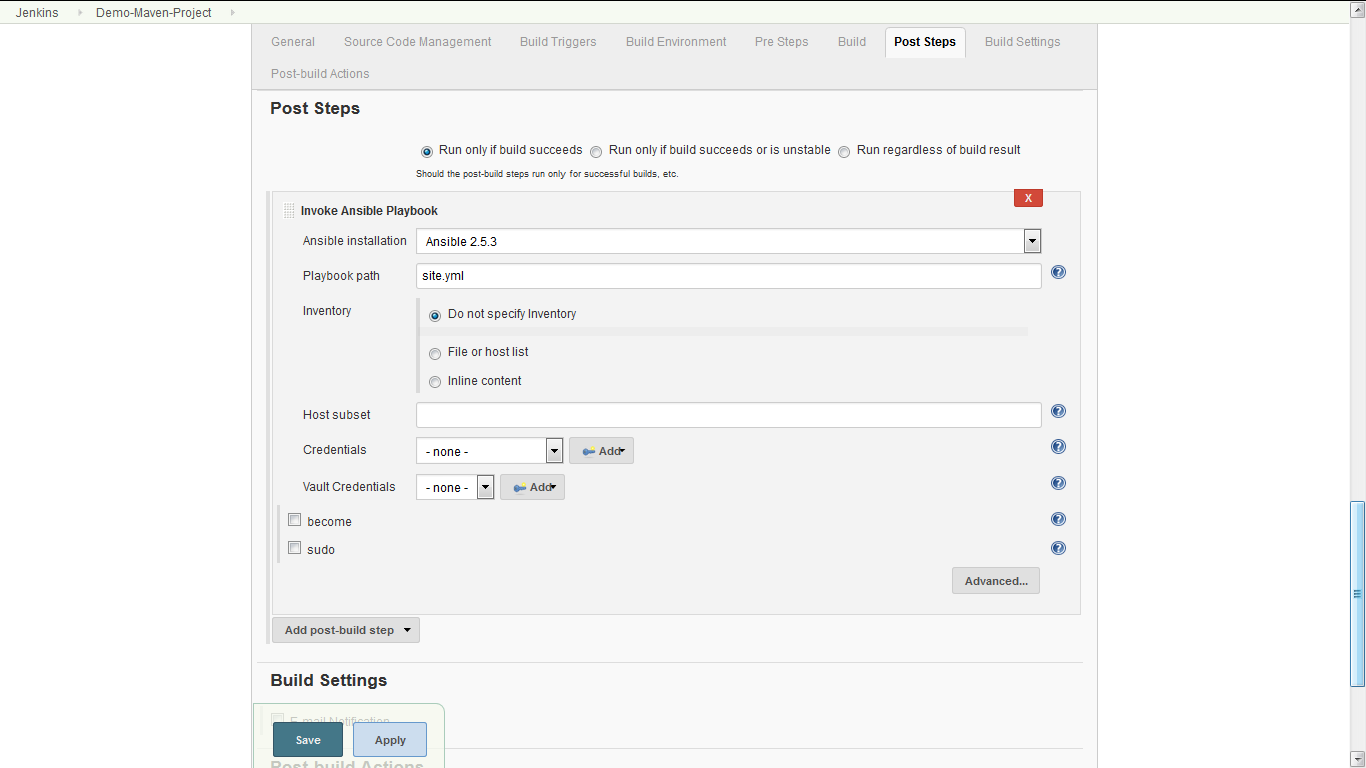 Jenkins Demo-Maven-Project
General Source Code Management Build Triggers Build Environment Pre Steps Build Post Steps Build Settings
Post-build Actions
Post Steps
Run only if build succeeds Run only if build succeeds or is unstable Run regardless of build result
Should the post-build steps run only for successful builds, etc.
X
Invoke Ansible Playbook
Ansible installation Ansible 2.5.3
Playbook path site.yml
Inventory Do not specify Inventory
File or host list
Inline content
Host subset
Credentials - none - Add
Vault Credentials - none - Add
become
sudo
Advanced...
Add post-build step
Build Settings
E-mail Notification
Save Apply
Post-build Actions